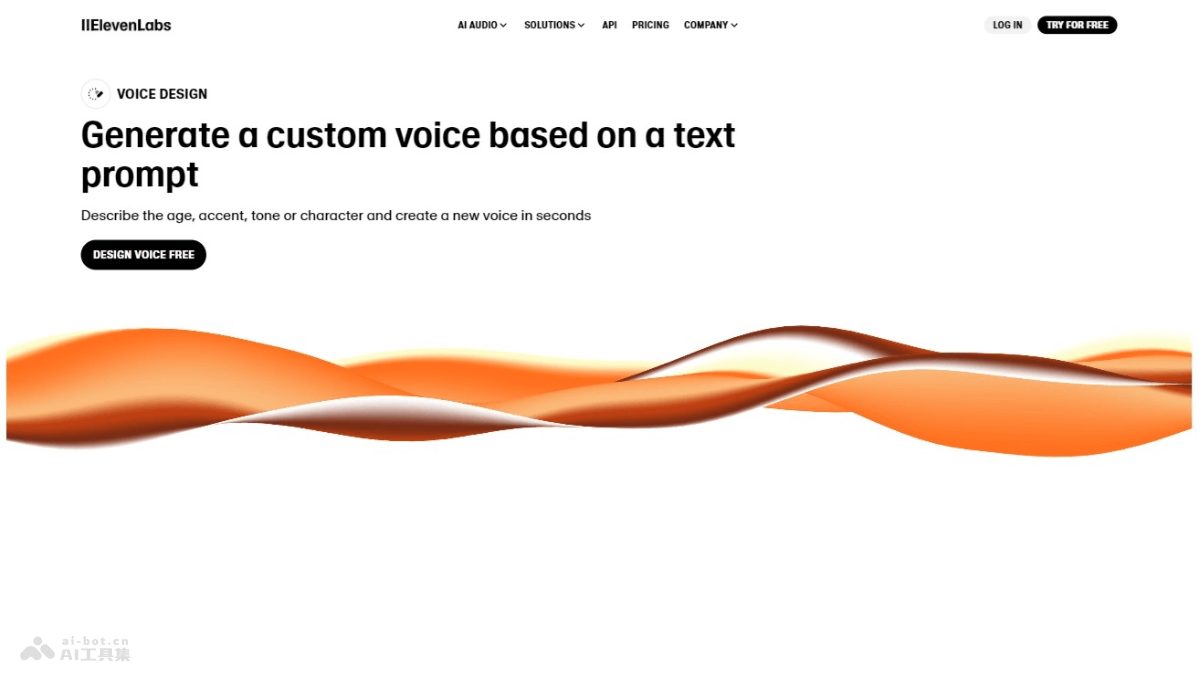 IIElevenLabs
AI AUDIO SOLUTIONS API PRICING COMPANY
LOG IN TRY FOR FREE
VOICE DESIGN
Generate a custom voice based on a text
prompt
Describe the age, accent, tone or character and create a new voice in seconds
DESIGN VOICE FREE
ai-bot.cn
AI工具集